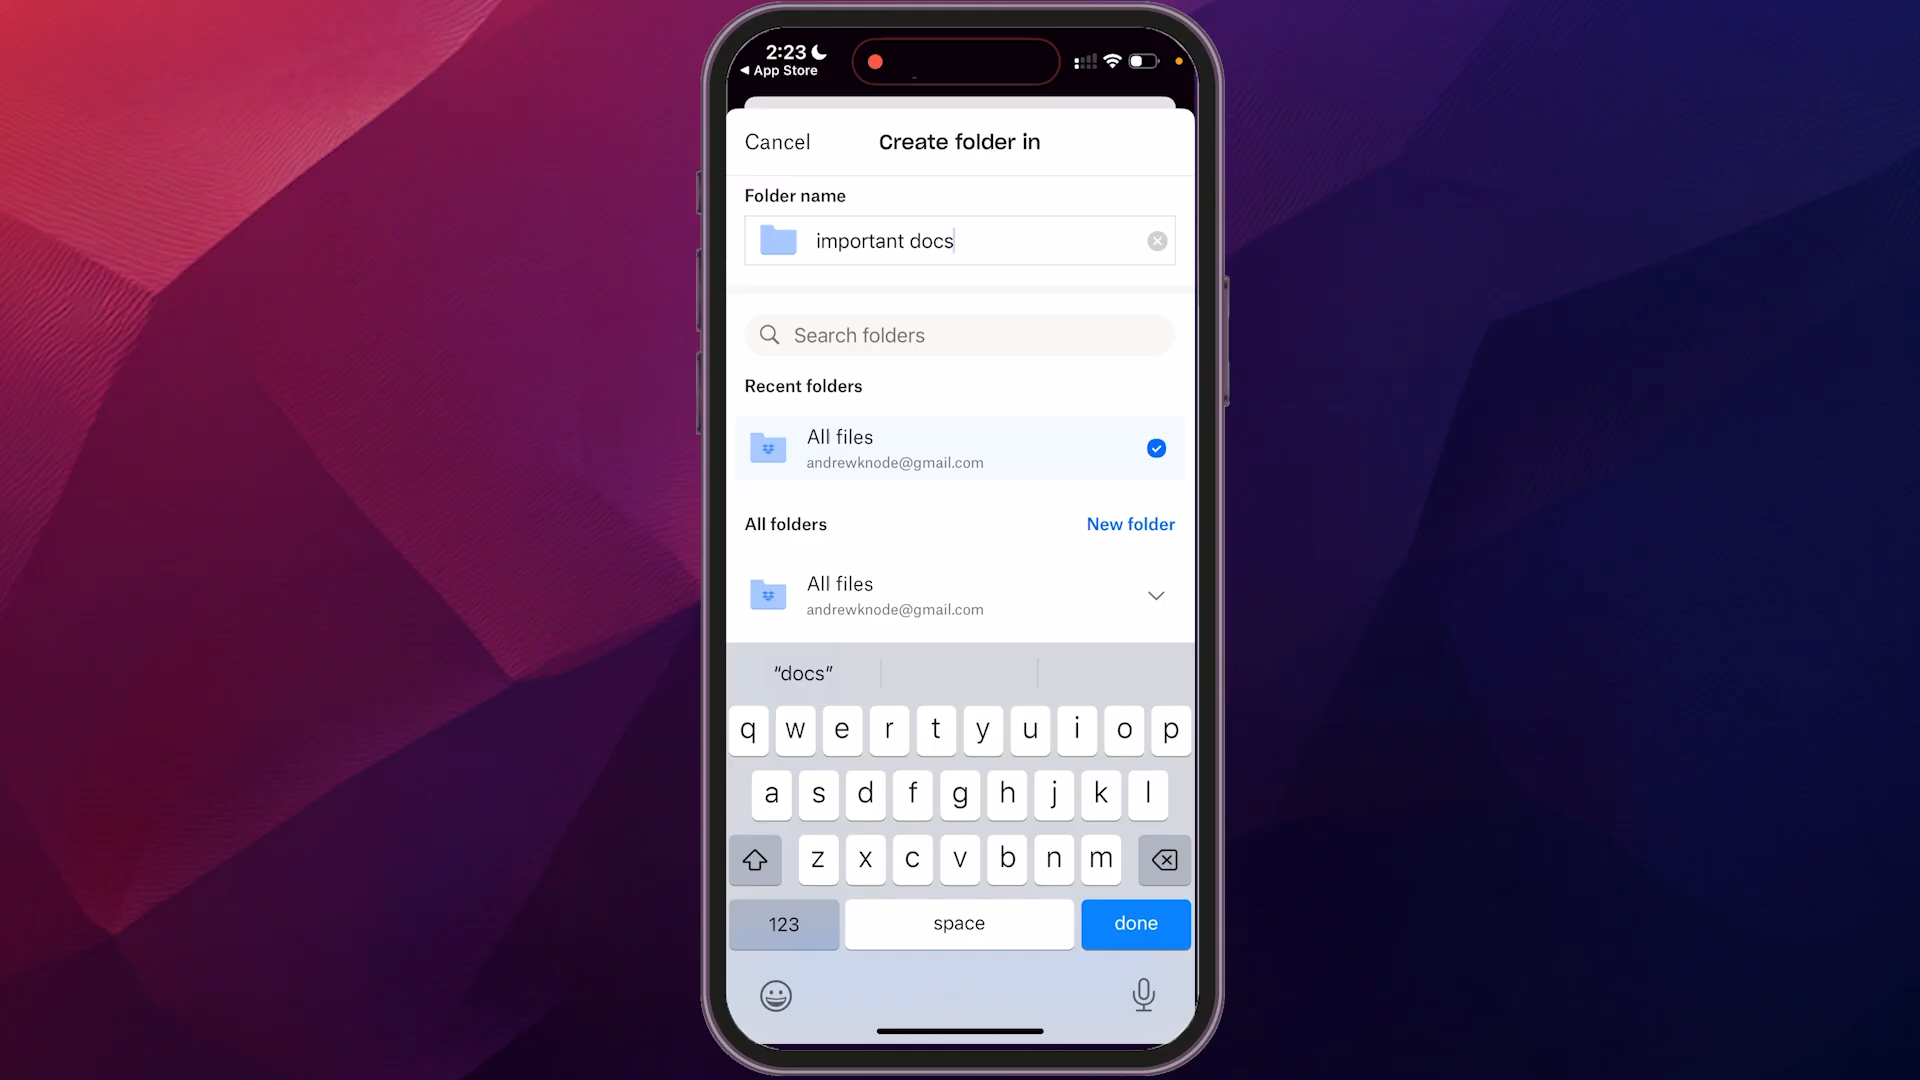 2:23
◀ App Store
Cancel
Create folder in
Folder name
important docs
Search folders
Recent folders
All files
andrewknode@gmail.com
All folders
New folder
All files
andrewknode@gmail.com
“docs”
q w e r t y u i o p
a s d f g h j k l
z x c v b n m
123
space
done